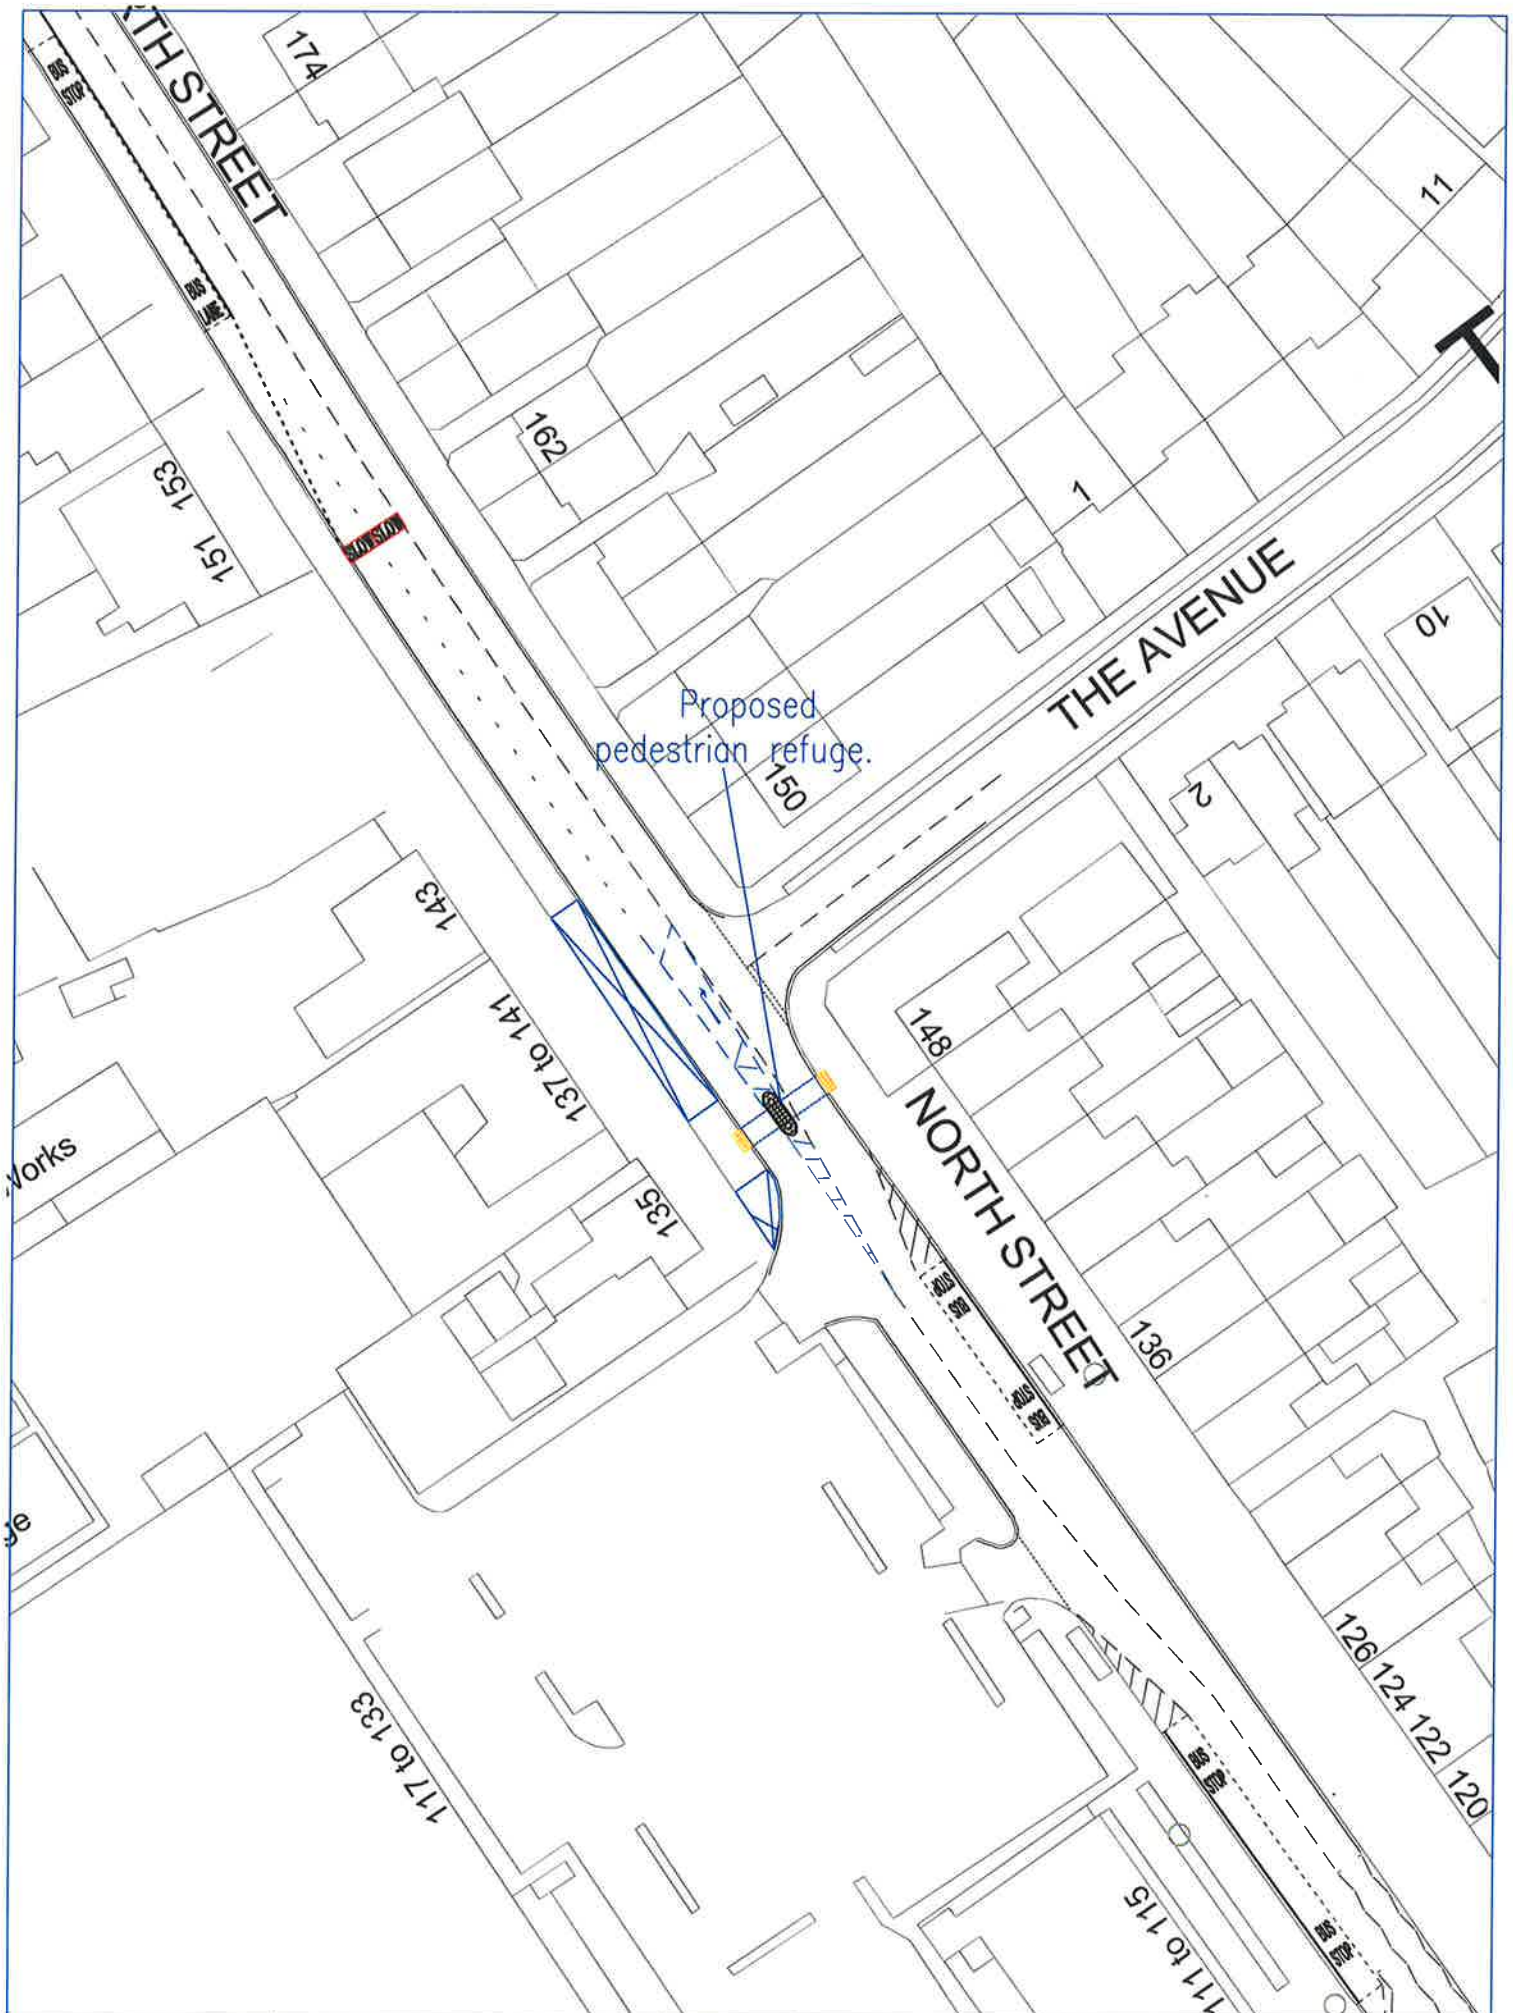 RTH STREET
174
BUS
STOP
BUS
LANE
11
T
162
153
151
SLOW SLOW
1
THE AVENUE
10
Proposed
pedestrian refuge.
150
2
143
148
137 to 141
NORTH STREET
Works
135
BUS
STOP
136
BUS
STOP
ge
126
124
122
120
117 to 133
BUS
STOP
111 to 115
BUS
STOP